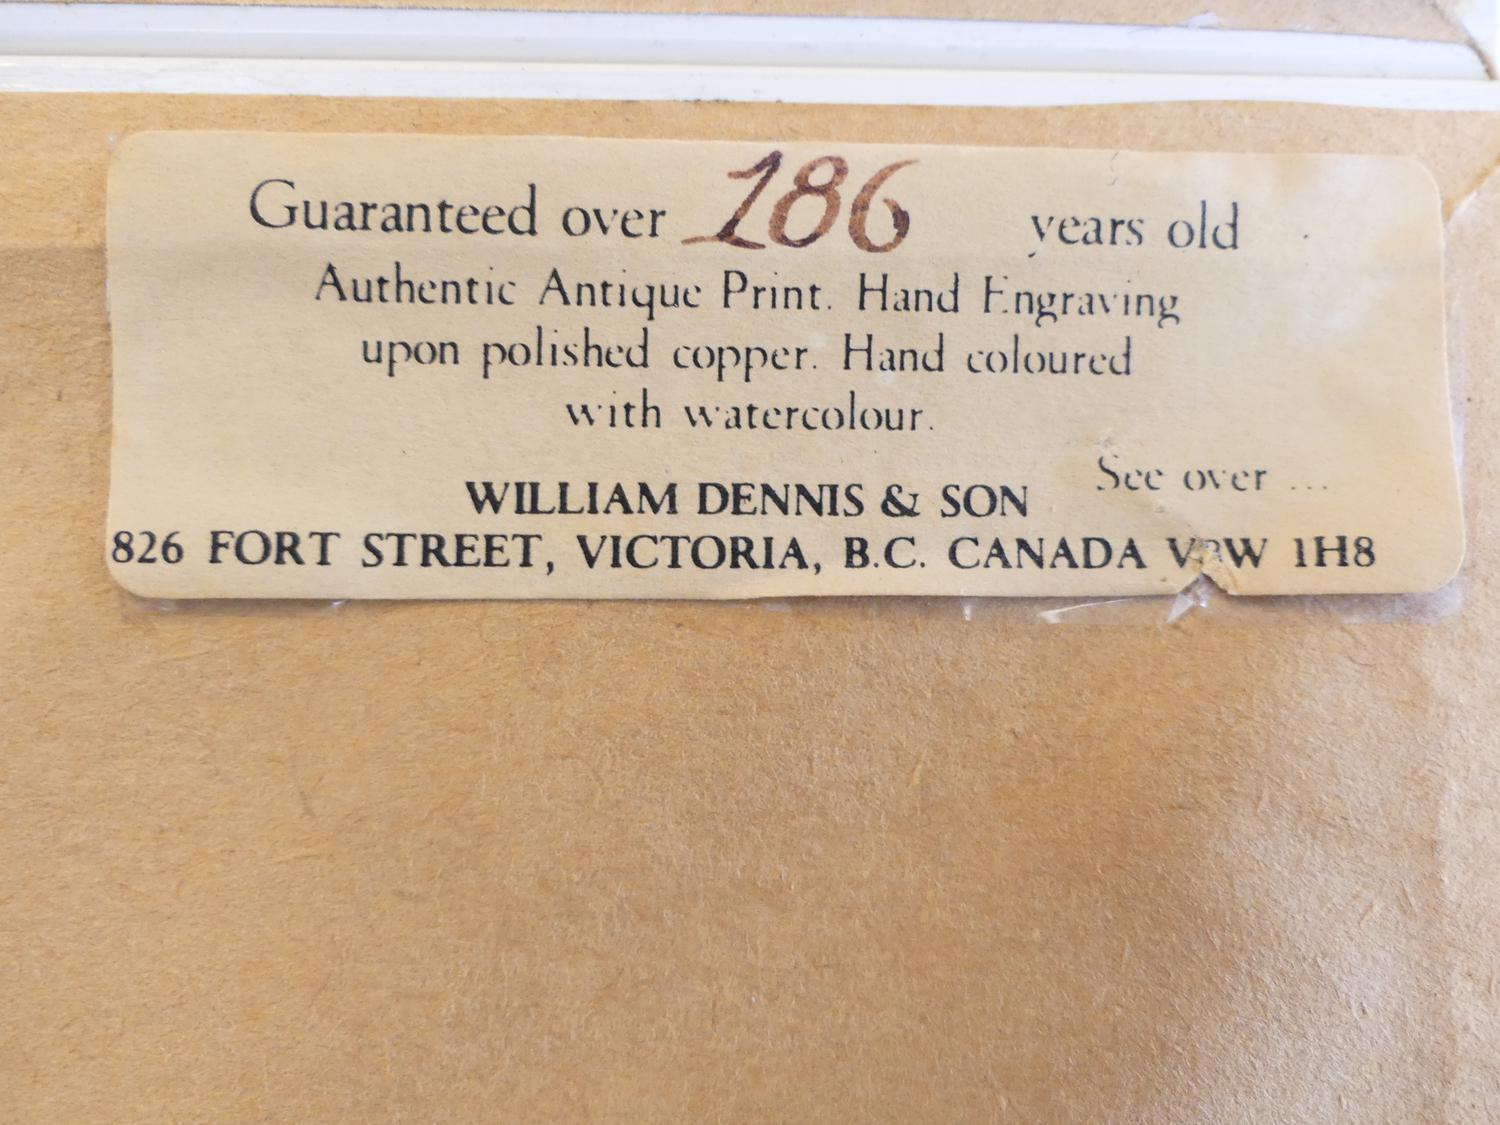 Guaranteed over 186 years old
Authentic Antique Print. Hand Engraving
upon polished copper. Hand coloured
with watercolour.
See over ...
WILLIAM DENNIS & SON
826 FORT STREET, VICTORIA, B.C. CANADA 1H8